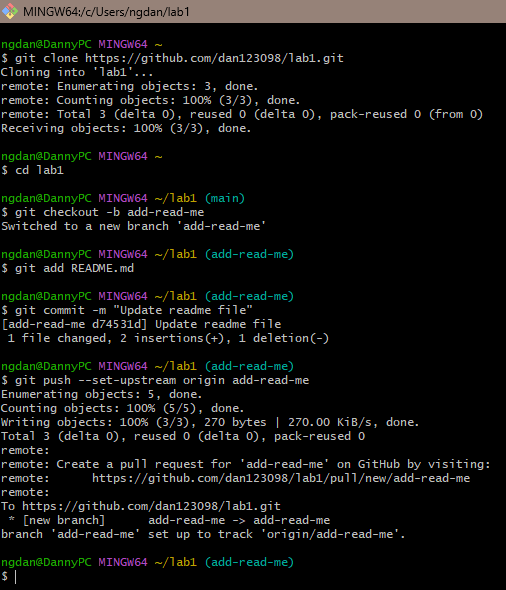 MINGW64:/c/Users/ngdan/lab1
ngdan@DannyPC MINGW64 ~
$ git clone https://github.com/dan123098/lab1.git
Cloning into 'lab1'...
remote: Enumerating objects: 3, done.
remote: Counting objects: 100% (3/3), done.
remote: Total 3 (delta 0), reused 0 (delta 0), pack-reused 0 (from 0)
Receiving objects: 100% (3/3), done.
ngdan@DannyPC MINGW64 ~
$ cd lab1
ngdan@DannyPC MINGW64 ~/lab1 (main)
$ git checkout -b add-read-me
Switched to a new branch 'add-read-me'
ngdan@DannyPC MINGW64 ~/lab1 (add-read-me)
$ git add README.md
ngdan@DannyPC MINGW64 ~/lab1 (add-read-me)
$ git commit -m "Update readme file"
[add-read-me d74531d] Update readme file
 1 file changed, 2 insertions(+), 1 deletion(-)
ngdan@DannyPC MINGW64 ~/lab1 (add-read-me)
$ git push --set-upstream origin add-read-me
Enumerating objects: 5, done.
Counting objects: 100% (5/5), done.
Writing objects: 100% (3/3), 270 bytes | 270.00 KiB/s, done.
Total 3 (delta 0), reused 0 (delta 0), pack-reused 0
remote:
remote: Create a pull request for 'add-read-me' on GitHub by visiting:
remote:      https://github.com/dan123098/lab1/pull/new/add-read-me
remote:
To https://github.com/dan123098/lab1.git
 * [new branch]      add-read-me -> add-read-me
branch 'add-read-me' set up to track 'origin/add-read-me'.
ngdan@DannyPC MINGW64 ~/lab1 (add-read-me)
$